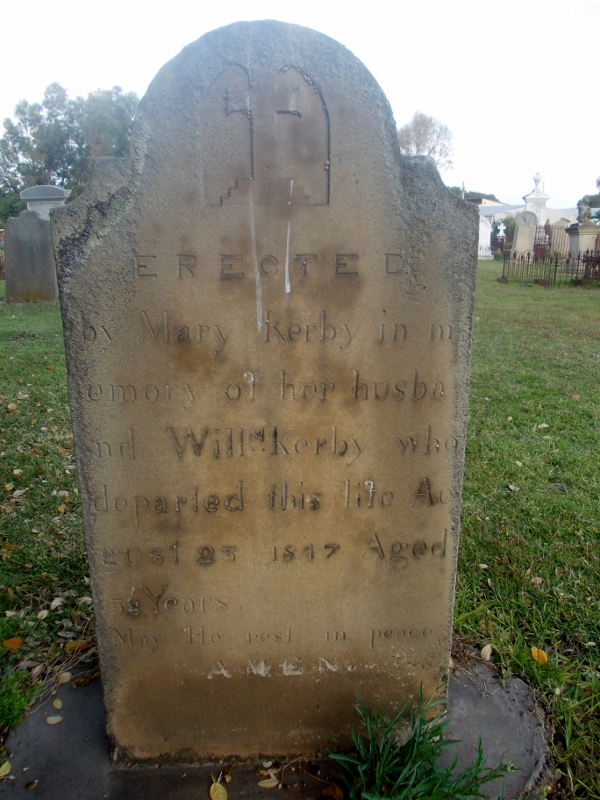 ERECTED
by Mary Kerby in m
emory of her husba
nd Willm Kerby who
departed this life Au
gust 23 1847 Aged
Years.
May He rest in peace
AMEN